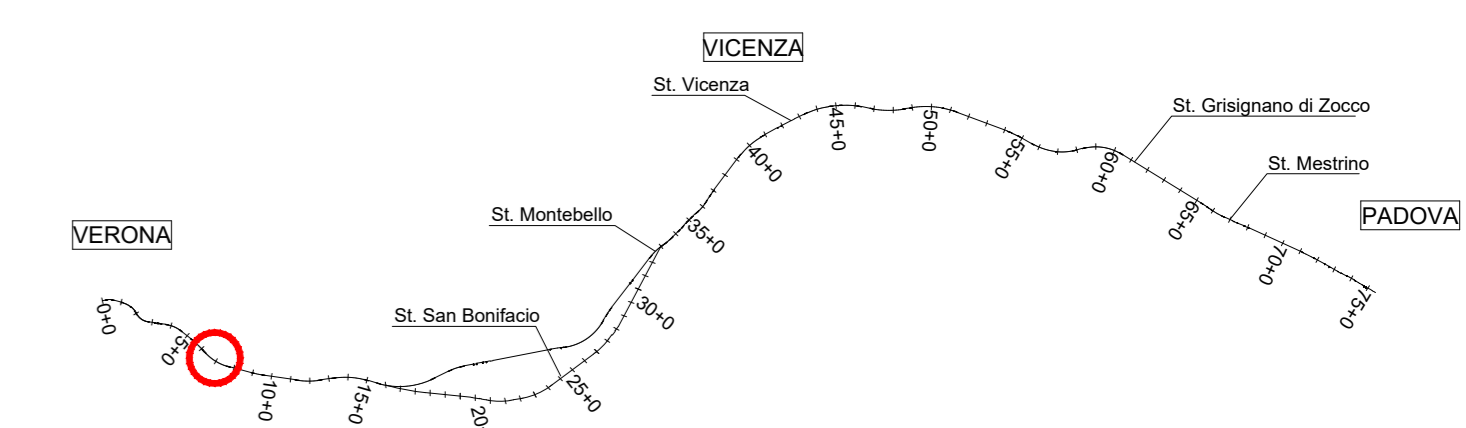 VICENZA
St. Vicenza
St. Grisignano di Zocco
45+0
50+0
55+0
40+0
60+0
St. Mestrino
65+0
St. Montebello
PADOVA
VERONA
35+0
70+0
75+0
0+0
St. San Bonifacio
30+0
5+0
10+0
15+0
25+0
20